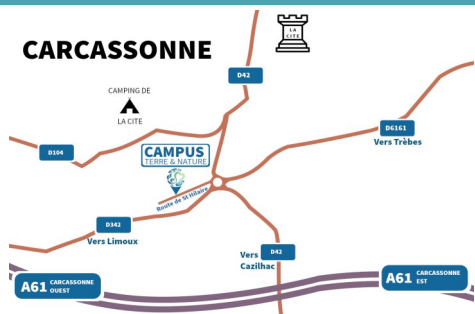 LA
CITE
CARCASSONNE
D42
CAMPING DE
LA CITE
D6161
Vers Trèbes
D104
CAMPUS
TERRE & NATURE
Route de St Hilaire
D342
Vers Limoux
Vers
Cazilhac
D42
A61 CARCASSONNE
OUEST
A61 CARCASSONNE
EST